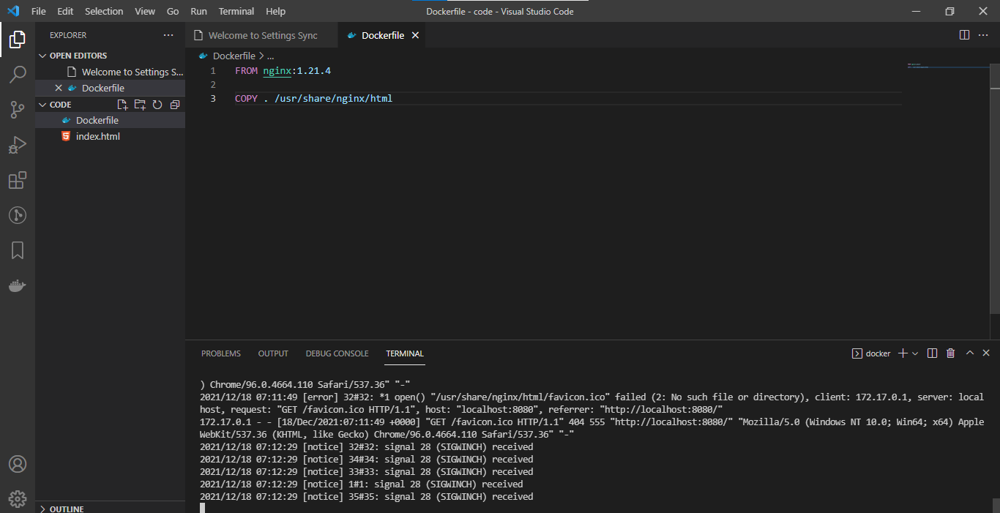 File Edit Selection View Go Run Terminal Help Dockerfile - code - Visual Studio Code
EXPLORER
Welcome to Settings Sync
Dockerfile
OPEN EDITORS
Welcome to Settings S...
Dockerfile
CODE
Dockerfile
index.html
OUTLINE
Dockerfile > ...
1 FROM nginx:1.21.4
2
3 COPY . /usr/share/nginx/html
PROBLEMS OUTPUT DEBUG CONSOLE TERMINAL docker
) Chrome/96.0.4664.110 Safari/537.36" "-"
2021/12/18 07:11:49 [error] 32#32: *1 open() "/usr/share/nginx/html/favicon.ico" failed (2: No such file or directory), client: 172.17.0.1, server: local
host, request: "GET /favicon.ico HTTP/1.1", host: "localhost:8080", referrer: "http://localhost:8080/"
172.17.0.1 - - [18/Dec/2021:07:11:49 +0000] "GET /favicon.ico HTTP/1.1" 404 555 "http://localhost:8080/" "Mozilla/5.0 (Windows NT 10.0; Win64; x64) Apple
WebKit/537.36 (KHTML, like Gecko) Chrome/96.0.4664.110 Safari/537.36" "-"
2021/12/18 07:12:29 [notice] 32#32: signal 28 (SIGWINCH) received
2021/12/18 07:12:29 [notice] 34#34: signal 28 (SIGWINCH) received
2021/12/18 07:12:29 [notice] 33#33: signal 28 (SIGWINCH) received
2021/12/18 07:12:29 [notice] 1#1: signal 28 (SIGWINCH) received
2021/12/18 07:12:29 [notice] 35#35: signal 28 (SIGWINCH) received